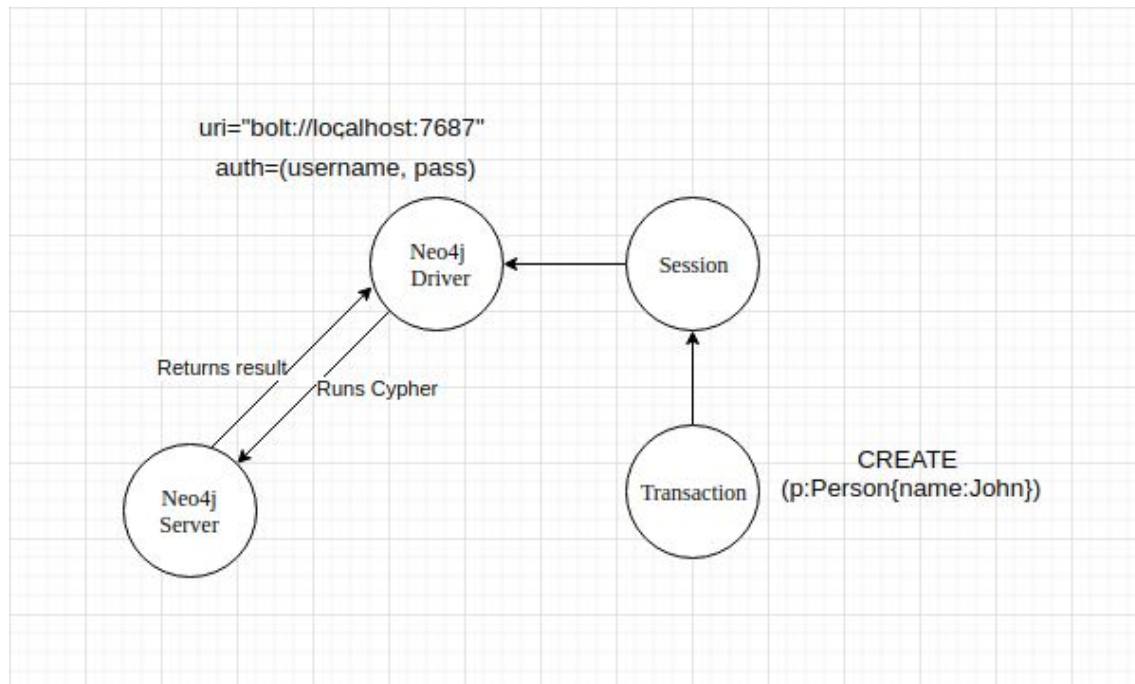 uri="bolt://localhost:7687"
auth=(username, pass)
Neo4j
Driver
Session
Returns result
Runs Cypher
Neo4j
Server
Transaction
CREATE
(p:Person{name:John})